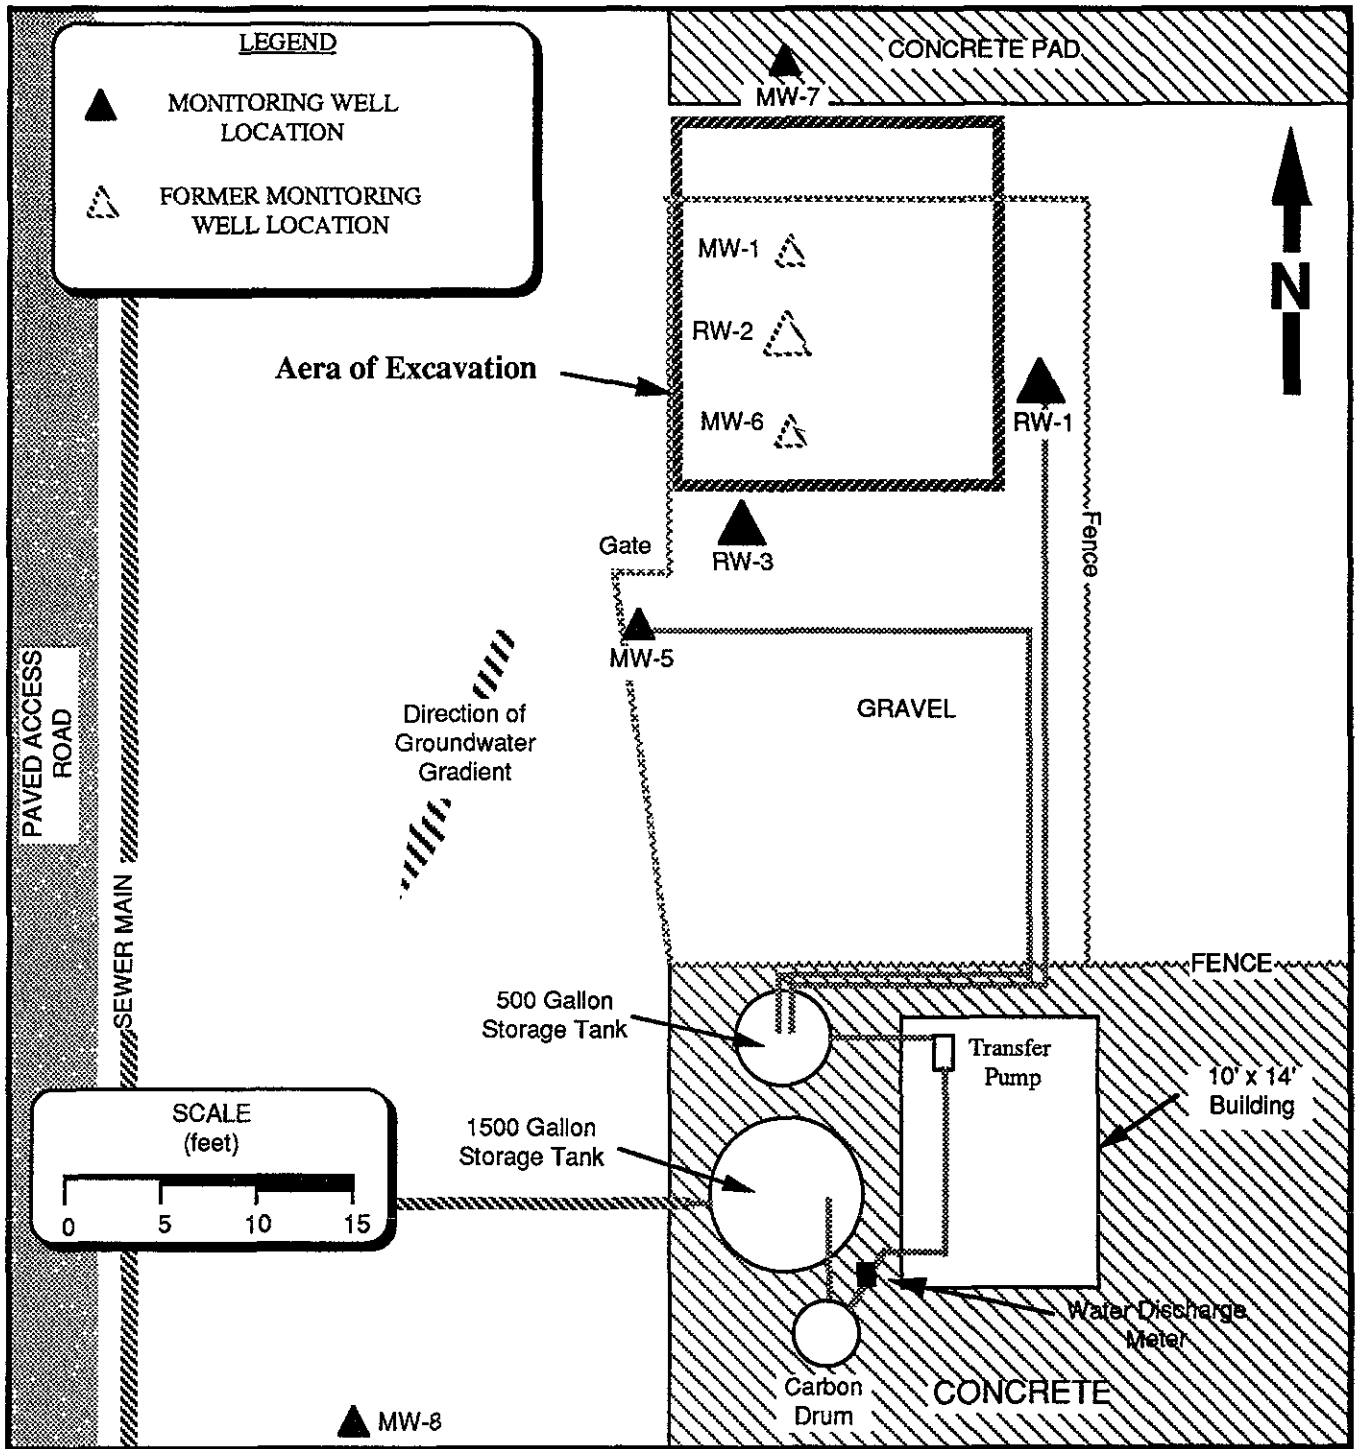 LEGEND
MONITORING WELL
LOCATION
FORMER MONITORING
WELL LOCATION
CONCRETE PAD
MW-7
N
MW-1
RW-2
Aera of Excavation
MW-6
RW-1
RW-3
Gate
Fence
MW-5
GRAVEL
PAVED ACCESS
ROAD
Direction of
Groundwater
Gradient
SEWER MAIN
FENCE
500 Gallon
Storage Tank
Transfer
Pump
10' x 14'
Building
SCALE
(feet)
0 5 10 15
1500 Gallon
Storage Tank
Water Discharge
Meter
Carbon
Drum
CONCRETE
MW-8